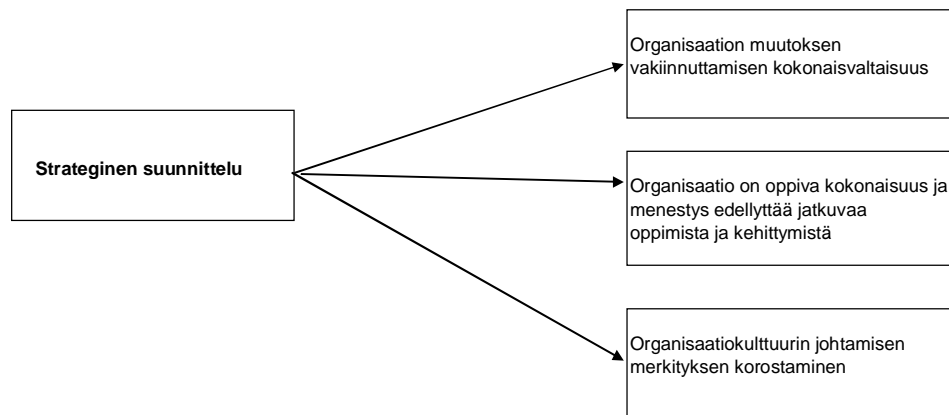 Organisaation muutoksen
vakiinnuttamisen kokonaisvaltaisuus
Strateginen suunnittelu
Organisaatio on oppiva kokonaisuus ja
menestys edellyttää jatkuvaa
oppimista ja kehittymistä
Organisaatiokulttuurin johtamisen
merkityksen korostaminen